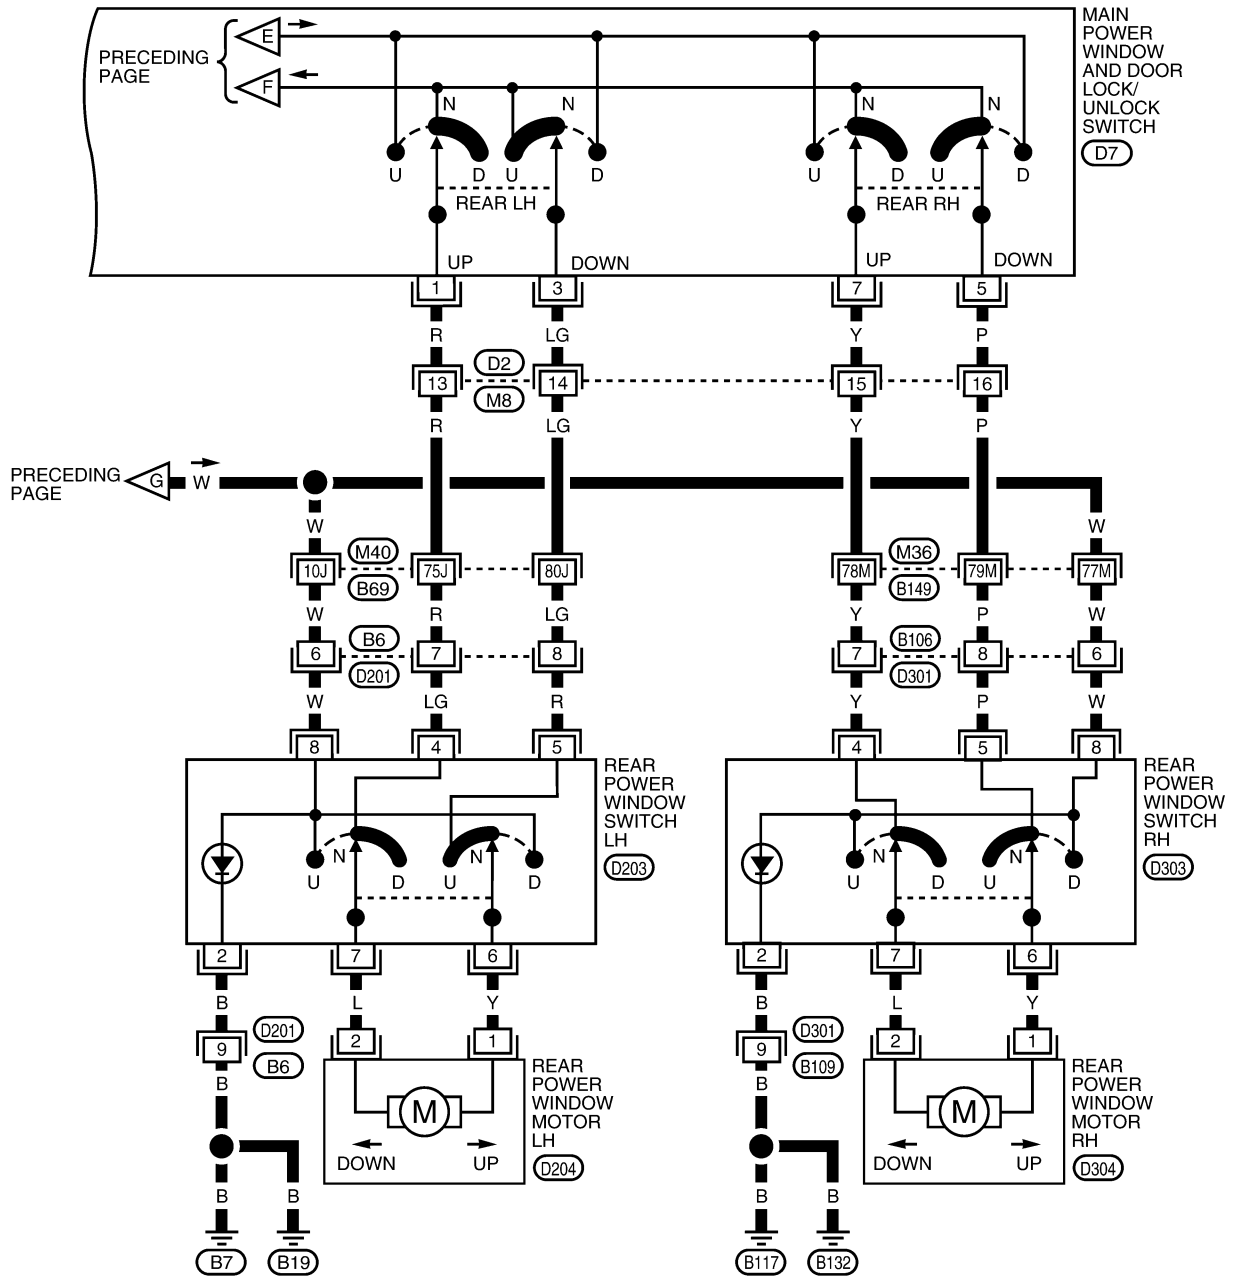 MAIN
POWER
WINDOW
AND DOOR
LOCK/
UNLOCK
SWITCH
D7
PRECEDING
PAGE
E
F
N N N N
U D U D U D U D
REAR LH REAR RH
UP DOWN UP DOWN
1 3 7 5
R LG Y P
D2
13 14 15 16
M8
R LG Y P
PRECEDING
PAGE
G W
W W
M40 M36
10J 75J 80J 78M 79M 77M
B69 B149
W R LG Y P W
B6 B106
6 7 8 7 8 6
D201 D301
W LG R Y P W
8 4 5 4 5 8
REAR
POWER
WINDOW
SWITCH
LH
D203
REAR
POWER
WINDOW
SWITCH
RH
D303
N N N N
U D U D U D U D
2 7 6 2 7 6
B L Y B L Y
D201 D301
9 2 1 9 2 1
B6 B109
B B
REAR
POWER
WINDOW
MOTOR
LH
D204
REAR
POWER
WINDOW
MOTOR
RH
D304
M M
DOWN UP DOWN UP
B B B B
B7 B19 B117 B132